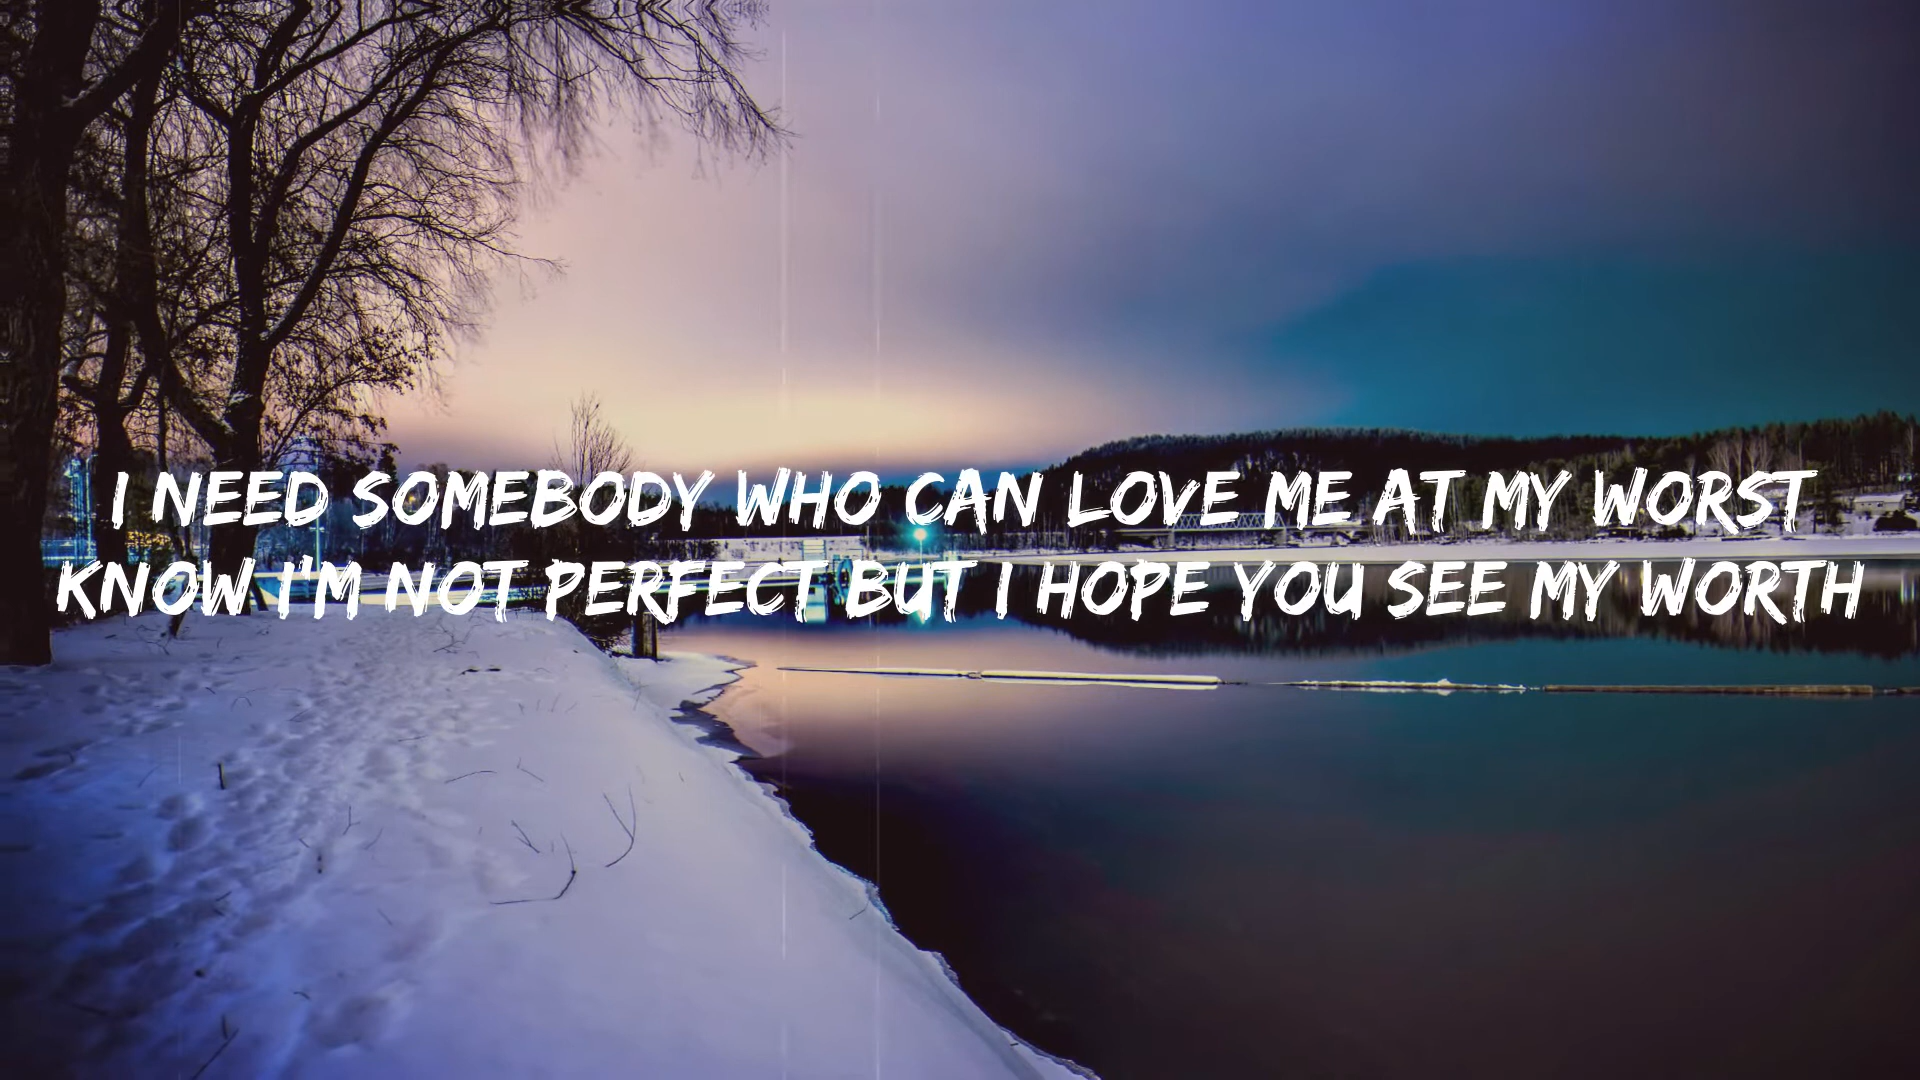 I NEED SOMEBODY WHO CAN LOVE ME AT MY WORST
KNOW I'M NOT PERFECT BUT I HOPE YOU SEE MY WORTH